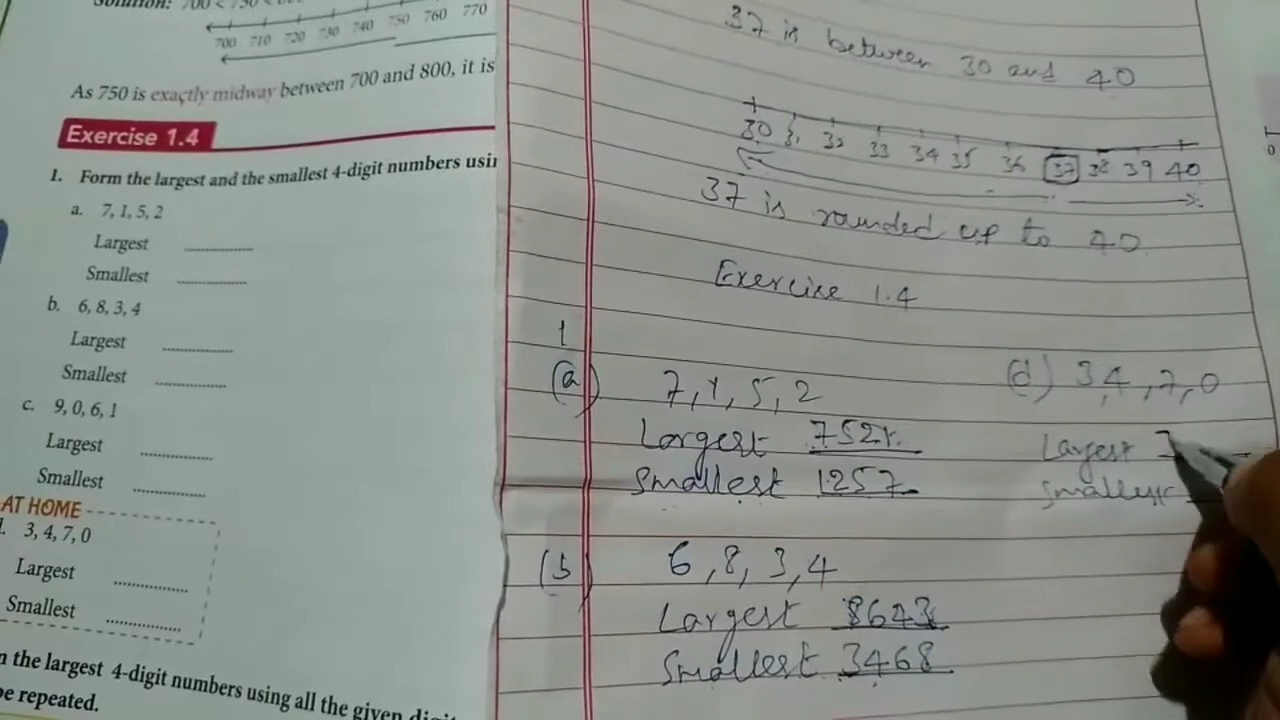 Solution: 700 < 750 <
700 710 720 730 740 750 760 770
As 750 is exactly midway between 700 and 800, it is
Exercise 1.4
1. Form the largest and the smallest 4-digit numbers usin
a. 7, 1, 5, 2
Largest ..............
Smallest ..............
b. 6, 8, 3, 4
Largest ..............
Smallest ..............
c. 9, 0, 6, 1
Largest ..............
Smallest ..............
AT HOME
3, 4, 7, 0
Largest ..............
Smallest ..............
the largest 4-digit numbers using all the given digit
be repeated.
37 is between 30 and 40
30 31 32 33 34 35 36 37 38 39 40
37 is rounded up to 40
Exercise 1.4
1
(a) 7, 1, 5, 2
Largest 7521
Smallest 1257
(b) 6, 8, 3, 4
Largest 8643
Smallest 3468
(d) 3, 4, 7, 0
Largest 7
Smallest